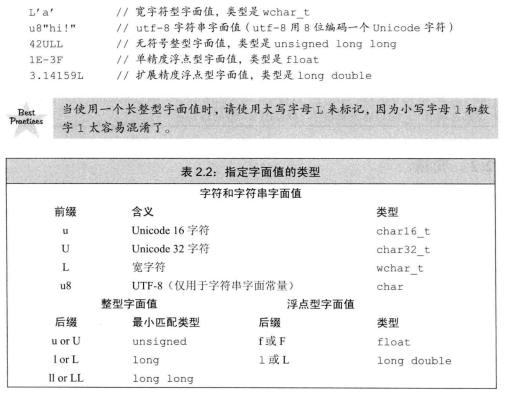 L'a' // 宽字符型字面值，类型是 wchar_t
u8"hi!" // utf-8 字符串字面值（utf-8 用 8 位编码一个 Unicode 字符）
42ULL // 无符号整型字面值，类型是 unsigned long long
1E-3F // 单精度浮点型字面值，类型是 float
3.14159L // 扩展精度浮点型字面值，类型是 long double
Best
Practices
当使用一个长整型字面值时，请使用大写字母 L 来标记，因为小写字母 l 和数
字 1 太容易混淆了。
表 2.2：指定字面值的类型
字符和字符串字面值
前缀 含义 类型
u Unicode 16 字符 char16_t
U Unicode 32 字符 char32_t
L 宽字符 wchar_t
u8 UTF-8（仅用于字符串字面常量） char
整型字面值 浮点型字面值
后缀 最小匹配类型 后缀 类型
u or U unsigned f 或 F float
l or L long l 或 L long double
ll or LL long long